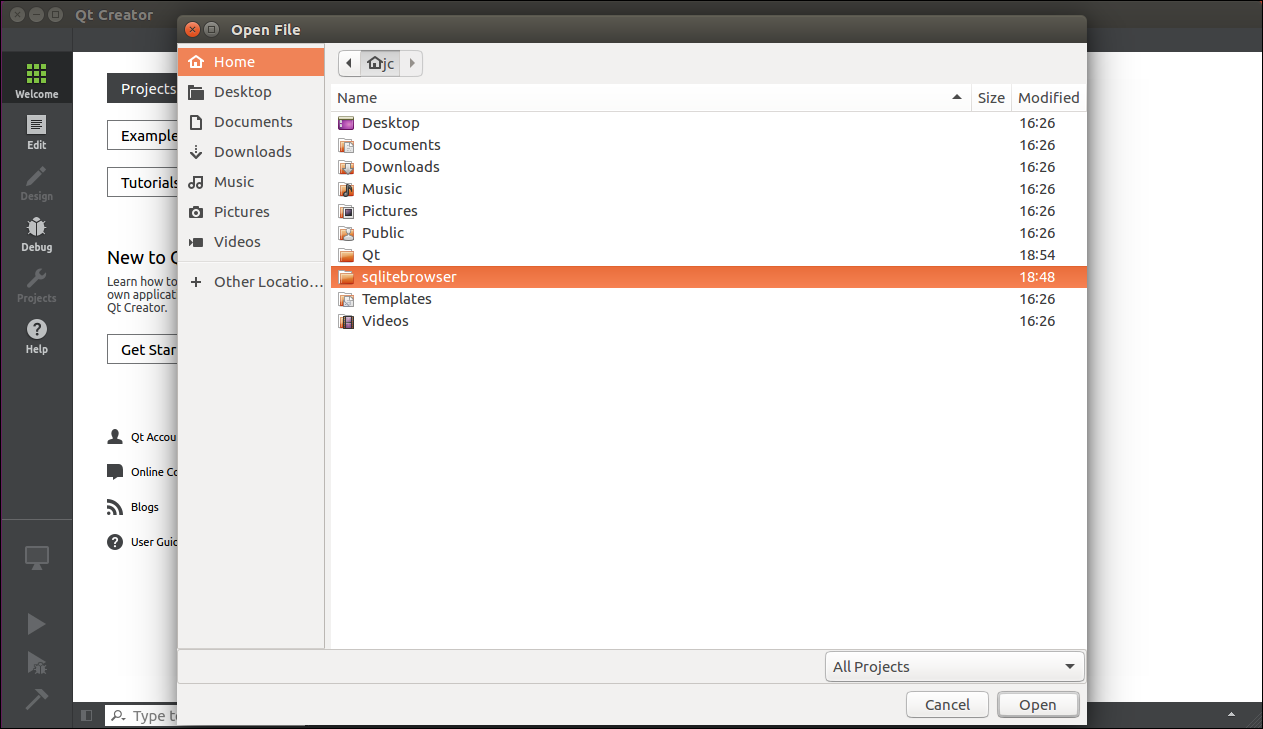 Qt Creator
Open File
Welcome
Edit
Design
Debug
Projects
Help
Projects
Example
Tutorials
New to
Learn how to
own applicat
Qt Creator.
Get Star
Qt Accou
Online Co
Blogs
User Guid
Type to
Home
Desktop
Documents
Downloads
Music
Pictures
Videos
Other Locatio...
jc
Name Size Modified
Desktop 16:26
Documents 16:26
Downloads 16:26
Music 16:26
Pictures 16:26
Public 16:26
Qt 18:54
sqlitebrowser 18:48
Templates 16:26
Videos 16:26
All Projects
Cancel Open